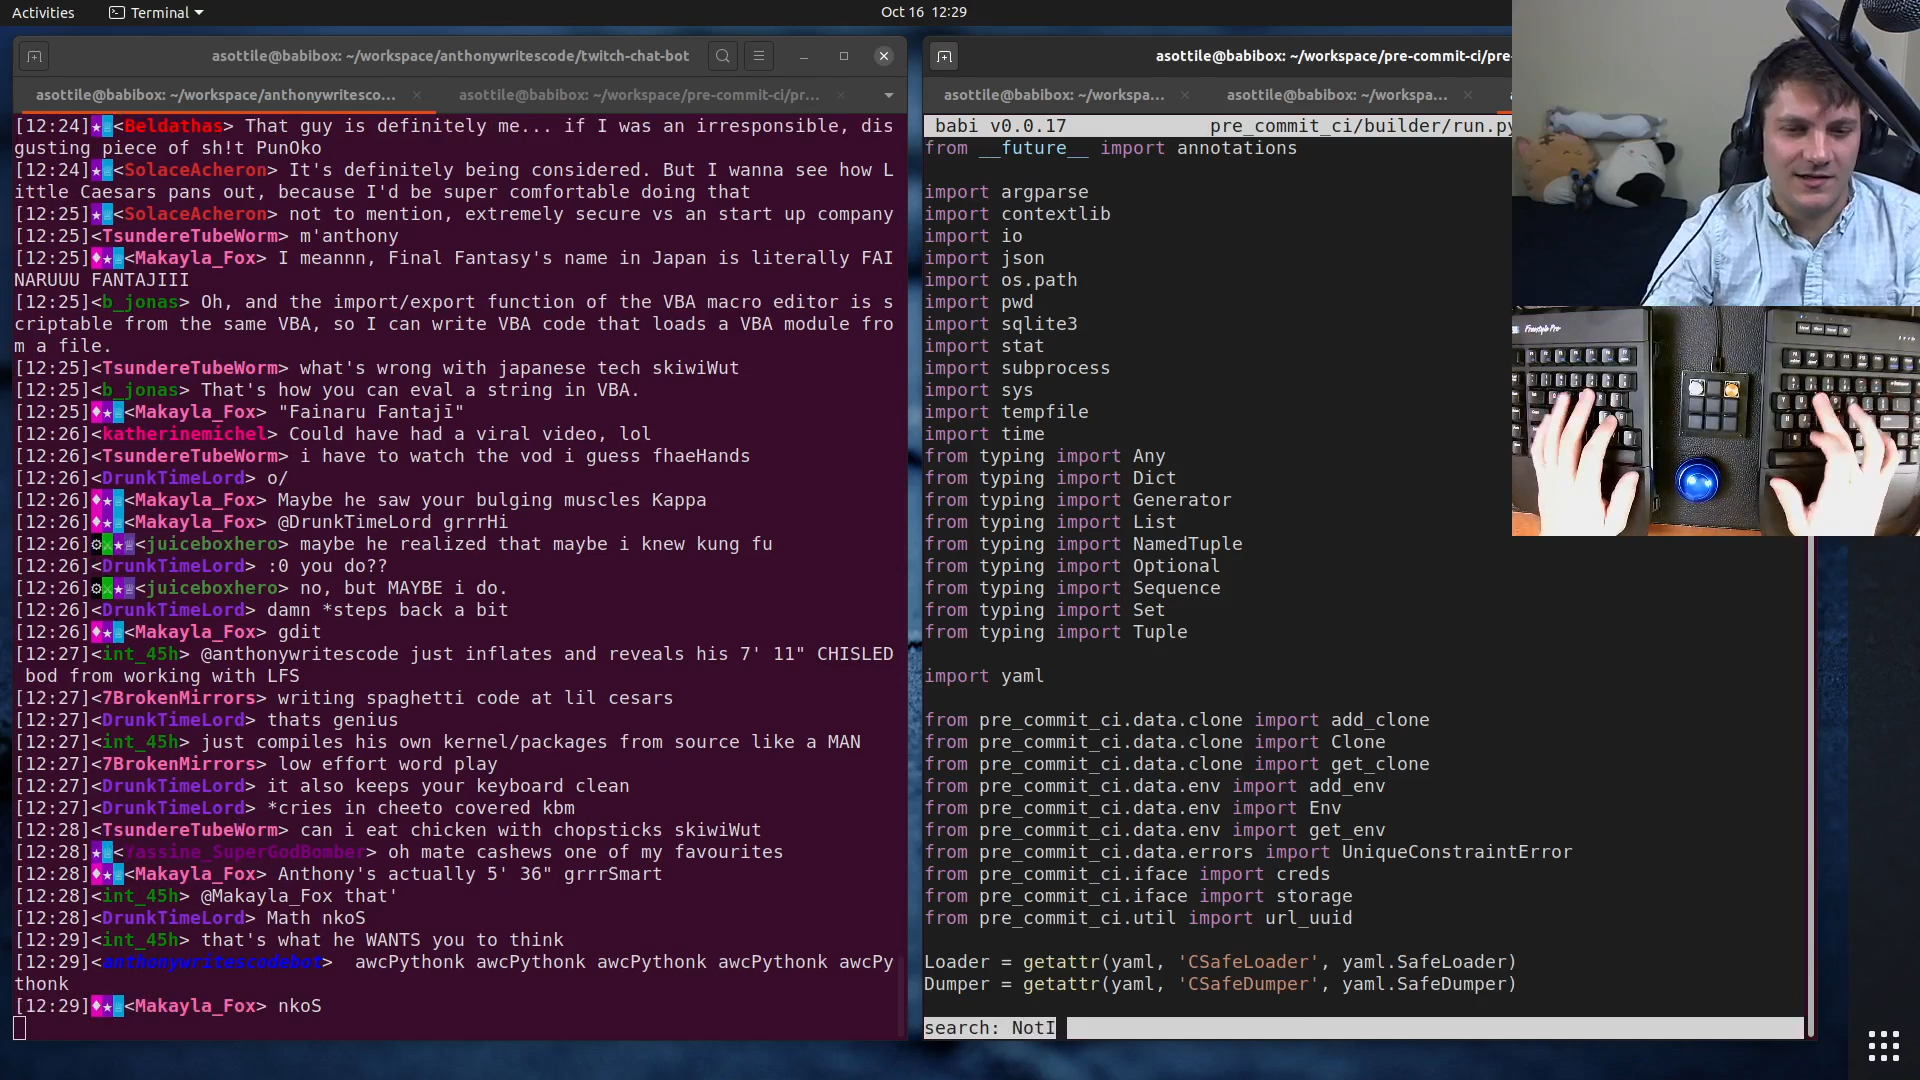 Activities
Terminal
Oct 16 12:29
asottile@babibox: ~/workspace/anthonywritescode/twitch-chat-bot
asottile@babibox: ~/workspace/anthonywritesco...
asottile@babibox: ~/workspace/pre-commit-ci/pr...
[12:24] <Beldathas> That guy is definitely me... if I was an irresponsible, dis
gusting piece of sh!t PunOko
[12:24] <SolaceAcheron> It's definitely being considered. But I wanna see how L
ittle Caesars pans out, because I'd be super comfortable doing that
[12:25] <SolaceAcheron> not to mention, extremely secure vs an start up company
[12:25]<TsundereTubeWorm> m'anthony
[12:25] <Makayla_Fox> I meannn, Final Fantasy's name in Japan is literally FAI
NARUUU FANTAJIII
[12:25]<b_jonas> Oh, and the import/export function of the VBA macro editor is s
criptable from the same VBA, so I can write VBA code that loads a VBA module fro
m a file.
[12:25]<TsundereTubeWorm> what's wrong with japanese tech skiwiWut
[12:25]<b_jonas> That's how you can eval a string in VBA.
[12:25] <Makayla_Fox> "Fainaru Fantaji"
[12:26]<katherinemichel> Could have had a viral video, lol
[12:26]<TsundereTubeWorm> i have to watch the vod i guess fhaeHands
[12:26]<DrunkTimeLord> o/
[12:26] <Makayla_Fox> Maybe he saw your bulging muscles Kappa
[12:26] <Makayla_Fox> @DrunkTimeLord grrrHi
[12:26] <juiceboxhero> maybe he realized that maybe i knew kung fu
[12:26]<DrunkTimeLord> :0 you do??
[12:26] <juiceboxhero> no, but MAYBE i do.
[12:26]<DrunkTimeLord> damn *steps back a bit
[12:26] <Makayla_Fox> gdit
[12:27]<int_45h> @anthonywritescode just inflates and reveals his 7' 11" CHISLED
bod from working with LFS
[12:27]<7BrokenMirrors> writing spaghetti code at lil cesars
[12:27]<DrunkTimeLord> thats genius
[12:27]<int_45h> just compiles his own kernel/packages from source like a MAN
[12:27]<7BrokenMirrors> low effort word play
[12:27]<DrunkTimeLord> it also keeps your keyboard clean
[12:27]<DrunkTimeLord> *cries in cheeto covered kbm
[12:28]<TsundereTubeWorm> can i eat chicken with chopsticks skiwiWut
[12:28] <Yassine_SuperGodBomber> oh mate cashews one of my favourites
[12:28] <Makayla_Fox> Anthony's actually 5' 36" grrrSmart
[12:28]<int_45h> @Makayla_Fox that'
[12:28]<DrunkTimeLord> Math nkoS
[12:29]<int_45h> that's what he WANTS you to think
[12:29]<anthonywritescodebot> awcPythonk awcPythonk awcPythonk awcPythonk awcPy
thonk
[12:29] <Makayla_Fox> nkoS
asottile@babibox: ~/workspace/pre-commit-ci/pre-
asottile@babibox: ~/workspa...
asottile@babibox: ~/workspa...
babi v0.0.17 pre_commit_ci/builder/run.py
from __future__ import annotations
import argparse
import contextlib
import io
import json
import os.path
import pwd
import sqlite3
import stat
import subprocess
import sys
import tempfile
import time
from typing import Any
from typing import Dict
from typing import Generator
from typing import List
from typing import NamedTuple
from typing import Optional
from typing import Sequence
from typing import Set
from typing import Tuple
import yaml
from pre_commit_ci.data.clone import add_clone
from pre_commit_ci.data.clone import Clone
from pre_commit_ci.data.clone import get_clone
from pre_commit_ci.data.env import add_env
from pre_commit_ci.data.env import Env
from pre_commit_ci.data.env import get_env
from pre_commit_ci.data.errors import UniqueConstraintError
from pre_commit_ci.iface import creds
from pre_commit_ci.iface import storage
from pre_commit_ci.util import url_uuid
Loader = getattr(yaml, 'CSafeLoader', yaml.SafeLoader)
Dumper = getattr(yaml, 'CSafeDumper', yaml.SafeDumper)
search: NotI
Freestyle Pro